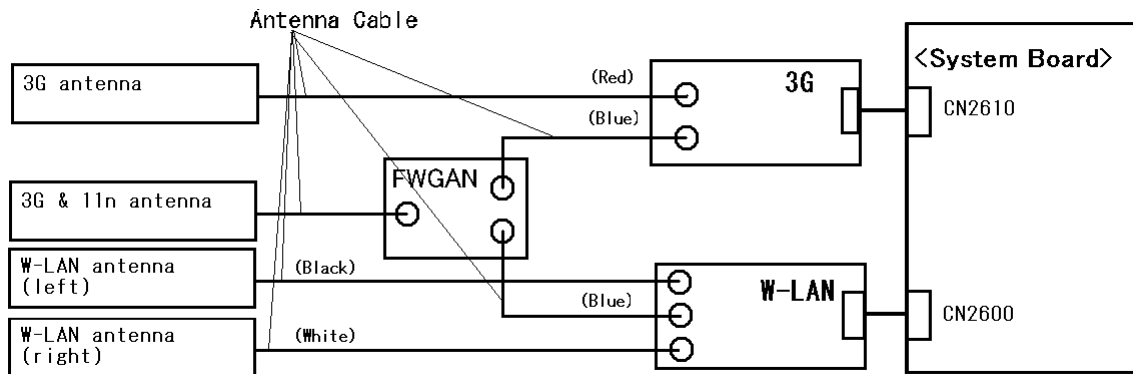 Antenna Cable
<System Board>
3G antenna
(Red)
3G
CN2610
(Blue)
FWGAN
3G & 11n antenna
W-LAN antenna
(left)
(Black)
W-LAN
(Blue)
CN2600
W-LAN antenna
(right)
(White)